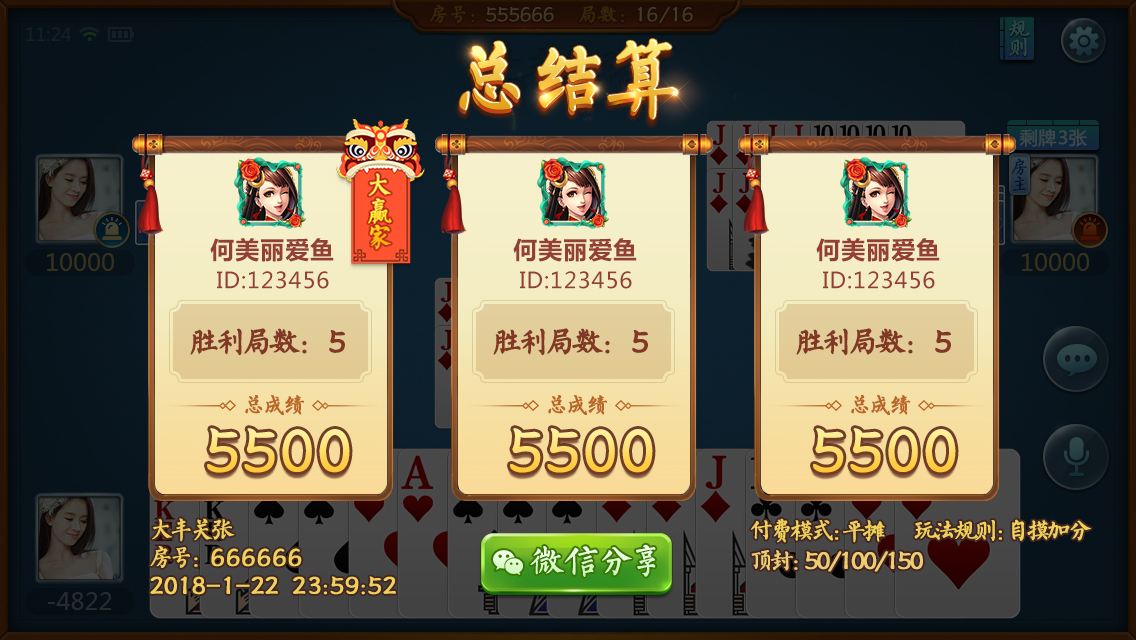 房号: 555666 局数: 16/16
11:24
规则
总结算
大赢家
何美丽爱鱼
ID:123456
胜利局数: 5
总成绩
5500
何美丽爱鱼
ID:123456
胜利局数: 5
总成绩
5500
何美丽爱鱼
ID:123456
胜利局数: 5
总成绩
5500
J J J J 10 10 10 10
剩牌3张
房主
10000
10000
J J
J
J
K K A J
-4822
大丰关张
房号: 666666
2018-1-22 23:59:52
微信分享
付费模式:平摊 玩法规则:自摸加分
顶封: 50/100/150